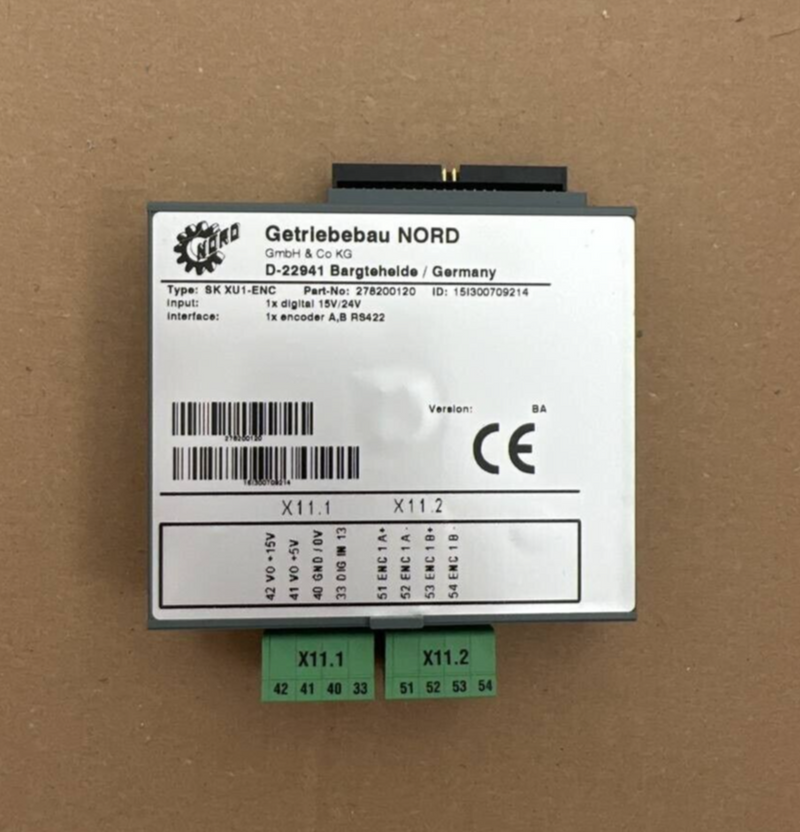 NORD
Getriebebau NORD
GmbH & Co KG
D-22941 Bargteheide / Germany
Type: SK XU1-ENC Part-No: 278200120 ID: 15I300709214
Input: 1x digital 15V/24V
Interface: 1x encoder A,B RS422
Version: BA
278200120
CE
15I300709214
X11.1 X11.2
42 VO +15V
41 VO +5V
40 GND / 0V
33 DIG IN 13
51 ENC 1 A+
52 ENC 1 A-
53 ENC 1 B+
54 ENC 1 B-
X11.1 X11.2
42 41 40 33 51 52 53 54